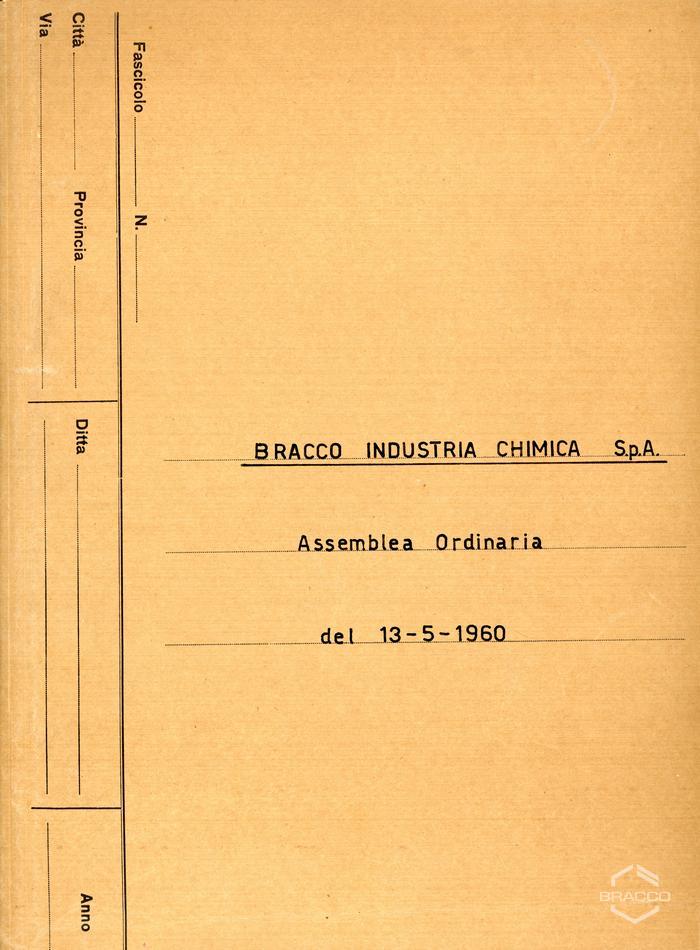 Fascicolo N.
Città Provincia
Via
Ditta
Anno
BRACCO INDUSTRIA CHIMICA S.p.A.
Assemblea Ordinaria
del 13-5-1960
BRACCO